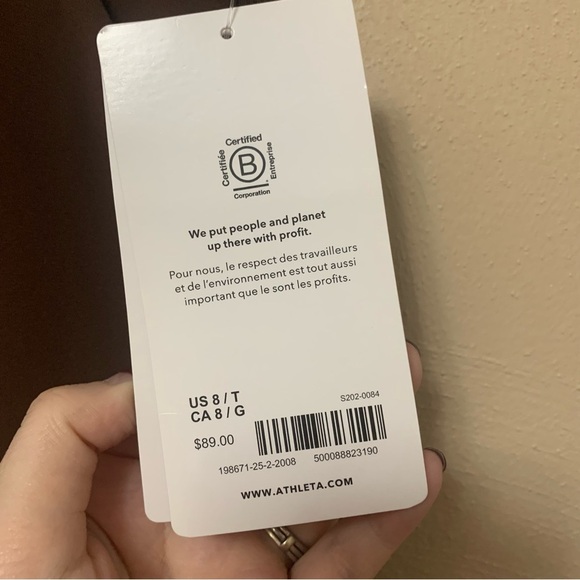 Certified
Certifiée
B
Entreprise
Corporation
We put people and planet
up there with profit.
Pour nous, le respect des travailleurs
et de l'environnement est tout aussi
important que le sont les profits.
US 8 / T
CA 8 / G
S202-0084
$89.00
198671-25-2-2008 500088823190
WWW.ATHLETA.COM